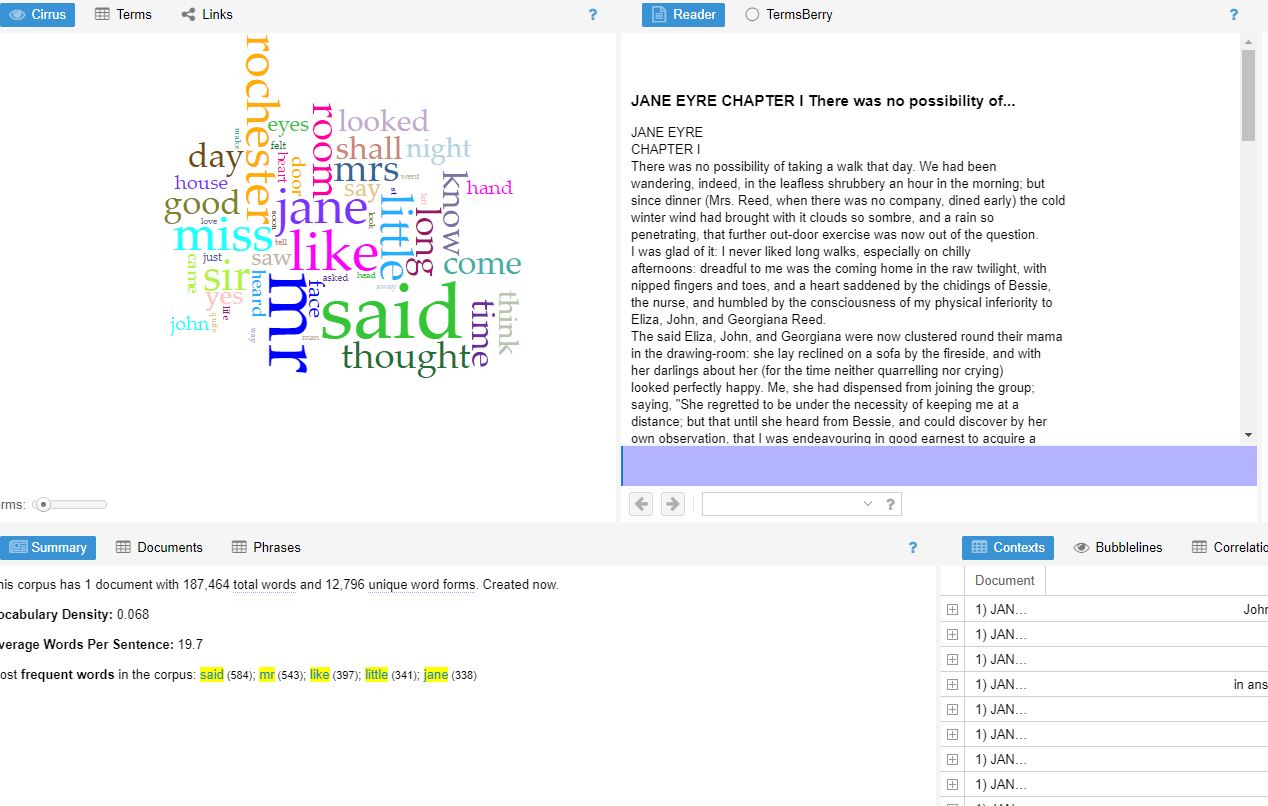 Cirrus Terms Links ?
Reader TermsBerry ?
rochester
eyes
room
looked
make
felt
shall
night
day
heart
door
mrs
went
house
say
st
know
hand
good
jane
little
left
long
love
soon
look
miss
tell
like
come
just
saw
came
sir
heard
asked
head
away
yes
face
mr
said
time
think
life
quite
john
way
man
thought
JANE EYRE CHAPTER I There was no possibility of...
JANE EYRE
CHAPTER I
There was no possibility of taking a walk that day. We had been
wandering, indeed, in the leafless shrubbery an hour in the morning; but
since dinner (Mrs. Reed, when there was no company, dined early) the cold
winter wind had brought with it clouds so sombre, and a rain so
penetrating, that further out-door exercise was now out of the question.
I was glad of it: I never liked long walks, especially on chilly
afternoons: dreadful to me was the coming home in the raw twilight, with
nipped fingers and toes, and a heart saddened by the chidings of Bessie,
the nurse, and humbled by the consciousness of my physical inferiority to
Eliza, John, and Georgiana Reed.
The said Eliza, John, and Georgiana were now clustered round their mama
in the drawing-room: she lay reclined on a sofa by the fireside, and with
her darlings about her (for the time neither quarrelling nor crying)
looked perfectly happy. Me, she had dispensed from joining the group;
saying, "She regretted to be under the necessity of keeping me at a
distance; but that until she heard from Bessie, and could discover by her
own observation, that I was endeavouring in good earnest to acquire a
rms:
?
Summary Documents Phrases ?
his corpus has 1 document with 187,464 total words and 12,796 unique word forms. Created now.
ocabulary Density: 0.068
verage Words Per Sentence: 19.7
ost frequent words in the corpus: said (584); mr (543); like (397); little (341); jane (338)
Contexts Bubblelines Correlatio
Document
1) JAN... John
1) JAN...
1) JAN...
1) JAN... in ans
1) JAN...
1) JAN...
1) JAN...
1) JAN...